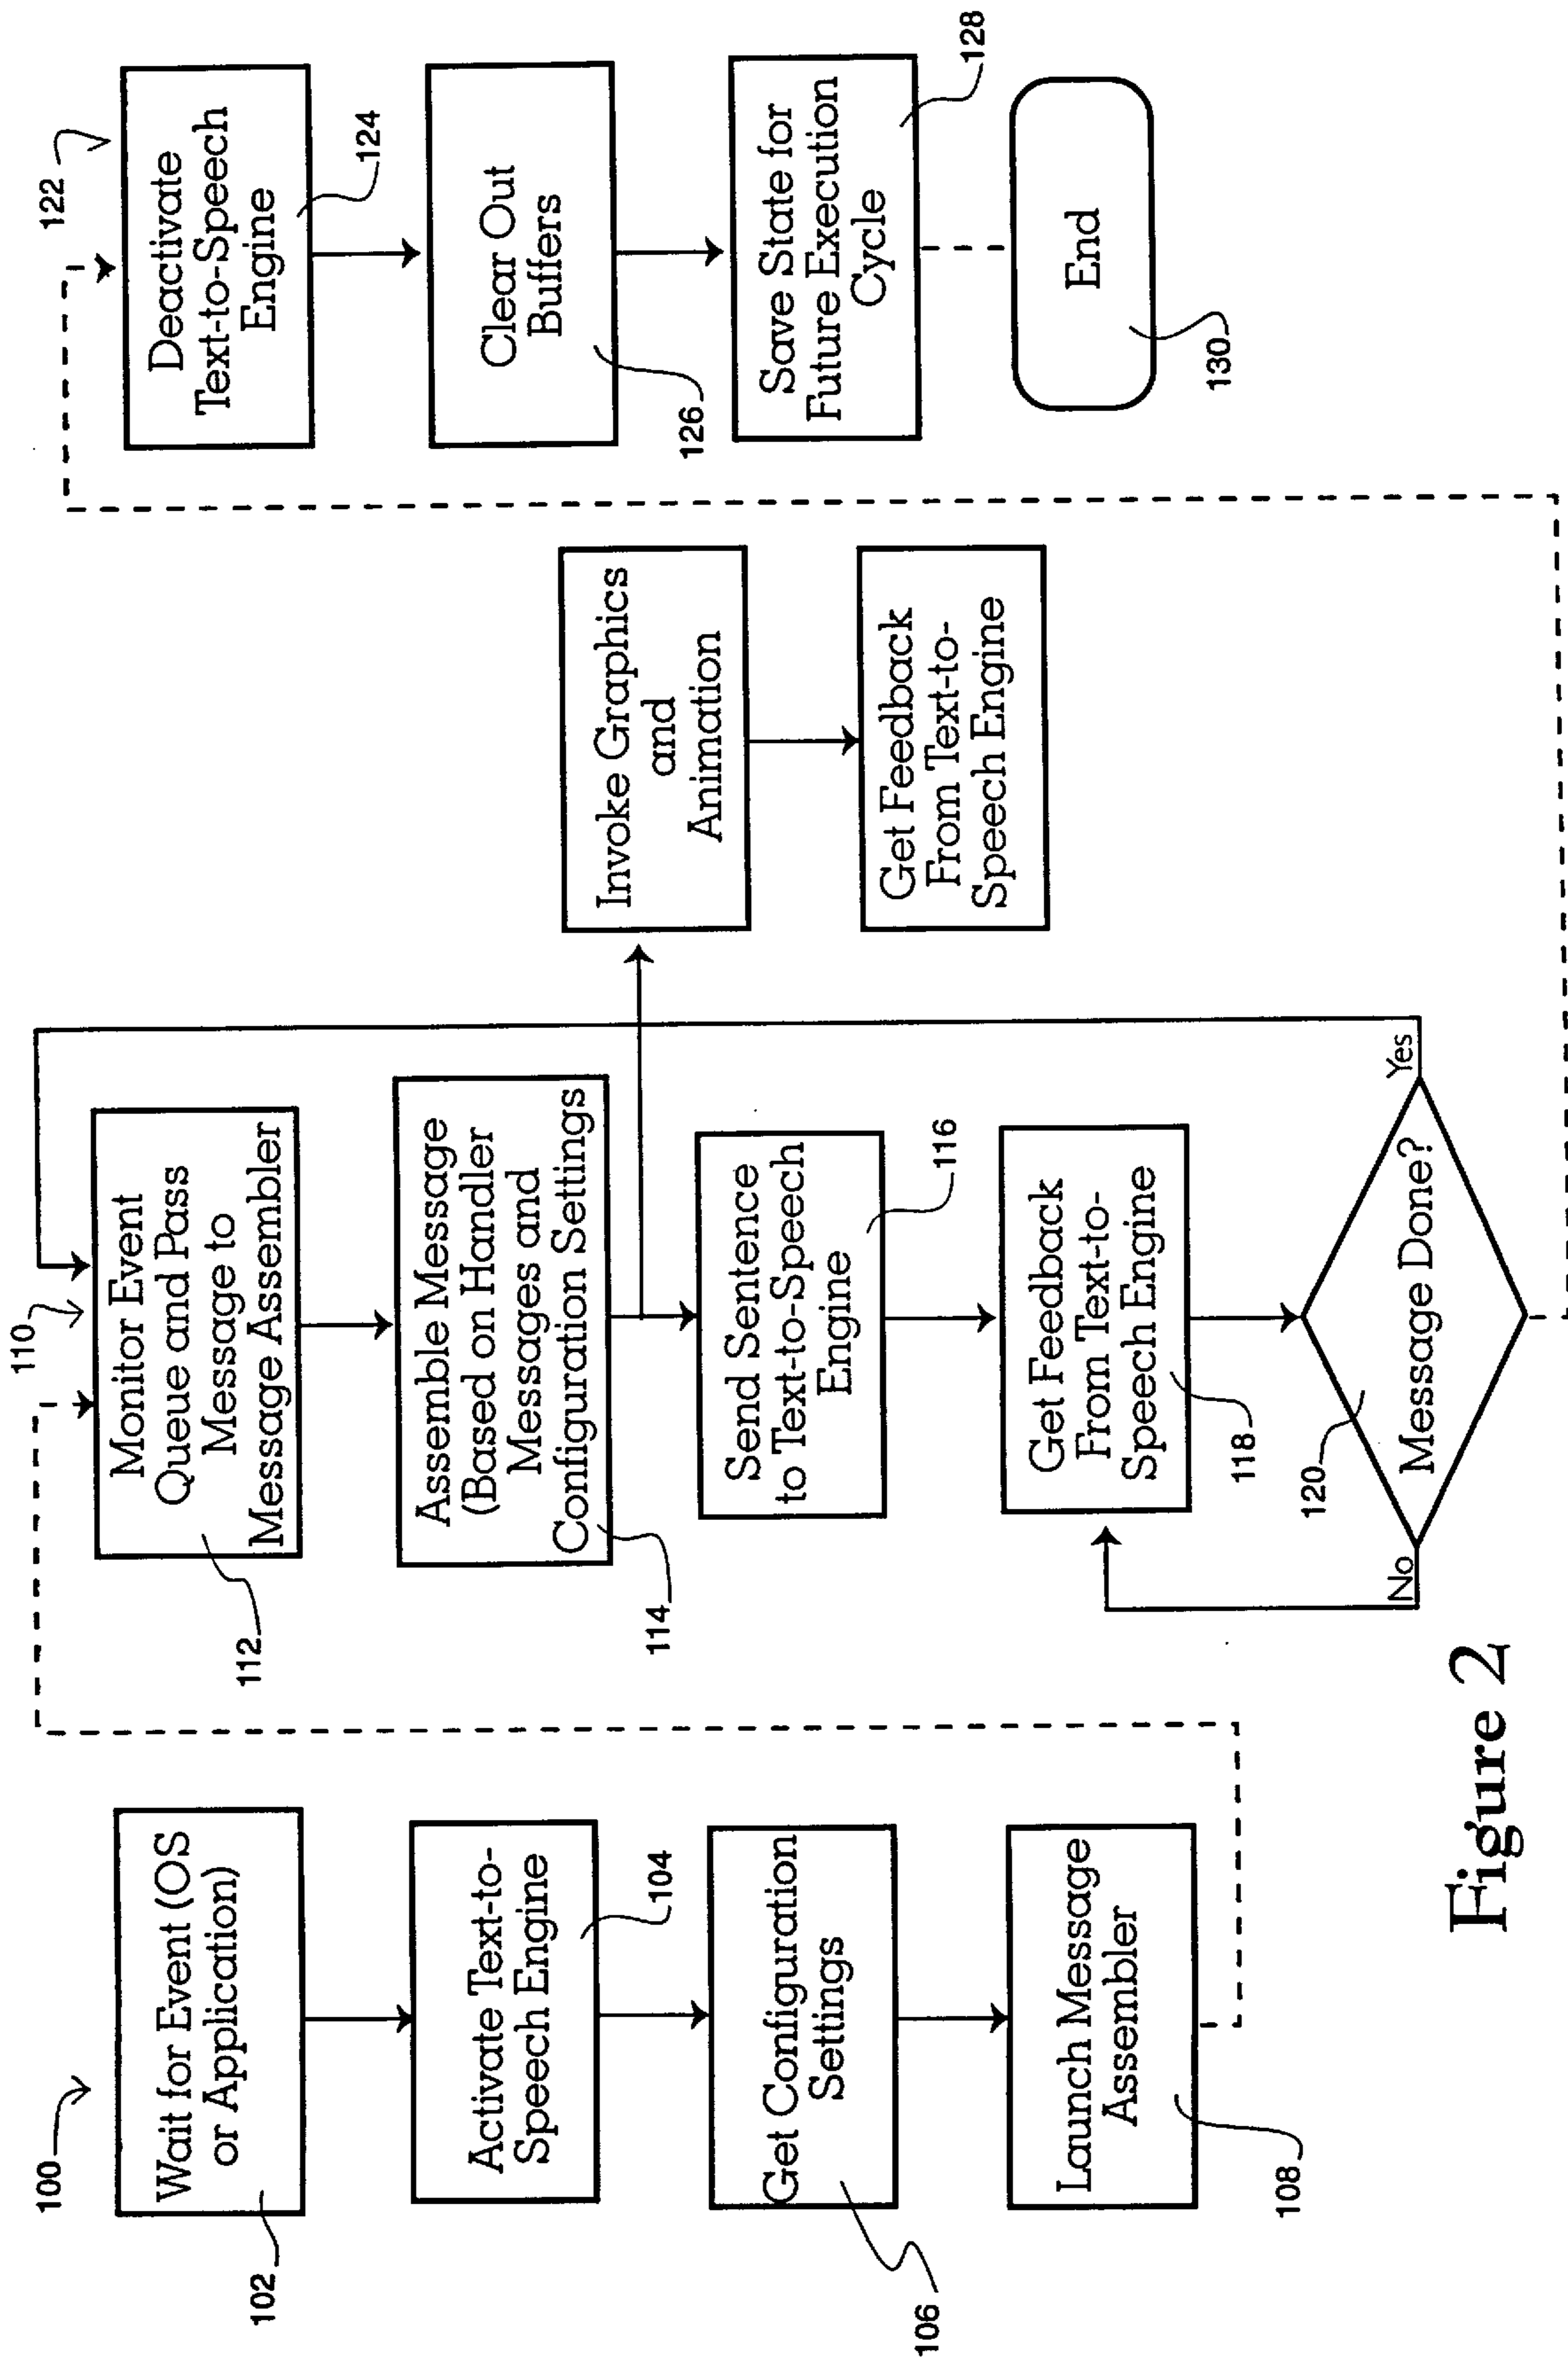 100
Wait for Event (OS
or Application)
102
Activate Text-to-
Speech Engine
104
Get Configuration
Settings
106
Launch Message
Assembler
108
110
Monitor Event
Queue and Pass
Message to
Message Assembler
112
Assemble Message
(Based on Handler
Messages and
Configuration Settings
114
Send Sentence
to Text-to-Speech
Engine
116
Get Feedback
From Text-to-
Speech Engine
118
Message Done?
120
No
Yes
Invoke Graphics
and
Animation
Get Feedback
From Text-to-
Speech Engine
122
Deactivate
Text-to-Speech
Engine
124
Clear Out
Buffers
126
Save State for
Future Execution
Cycle
128
End
130
Figure 2